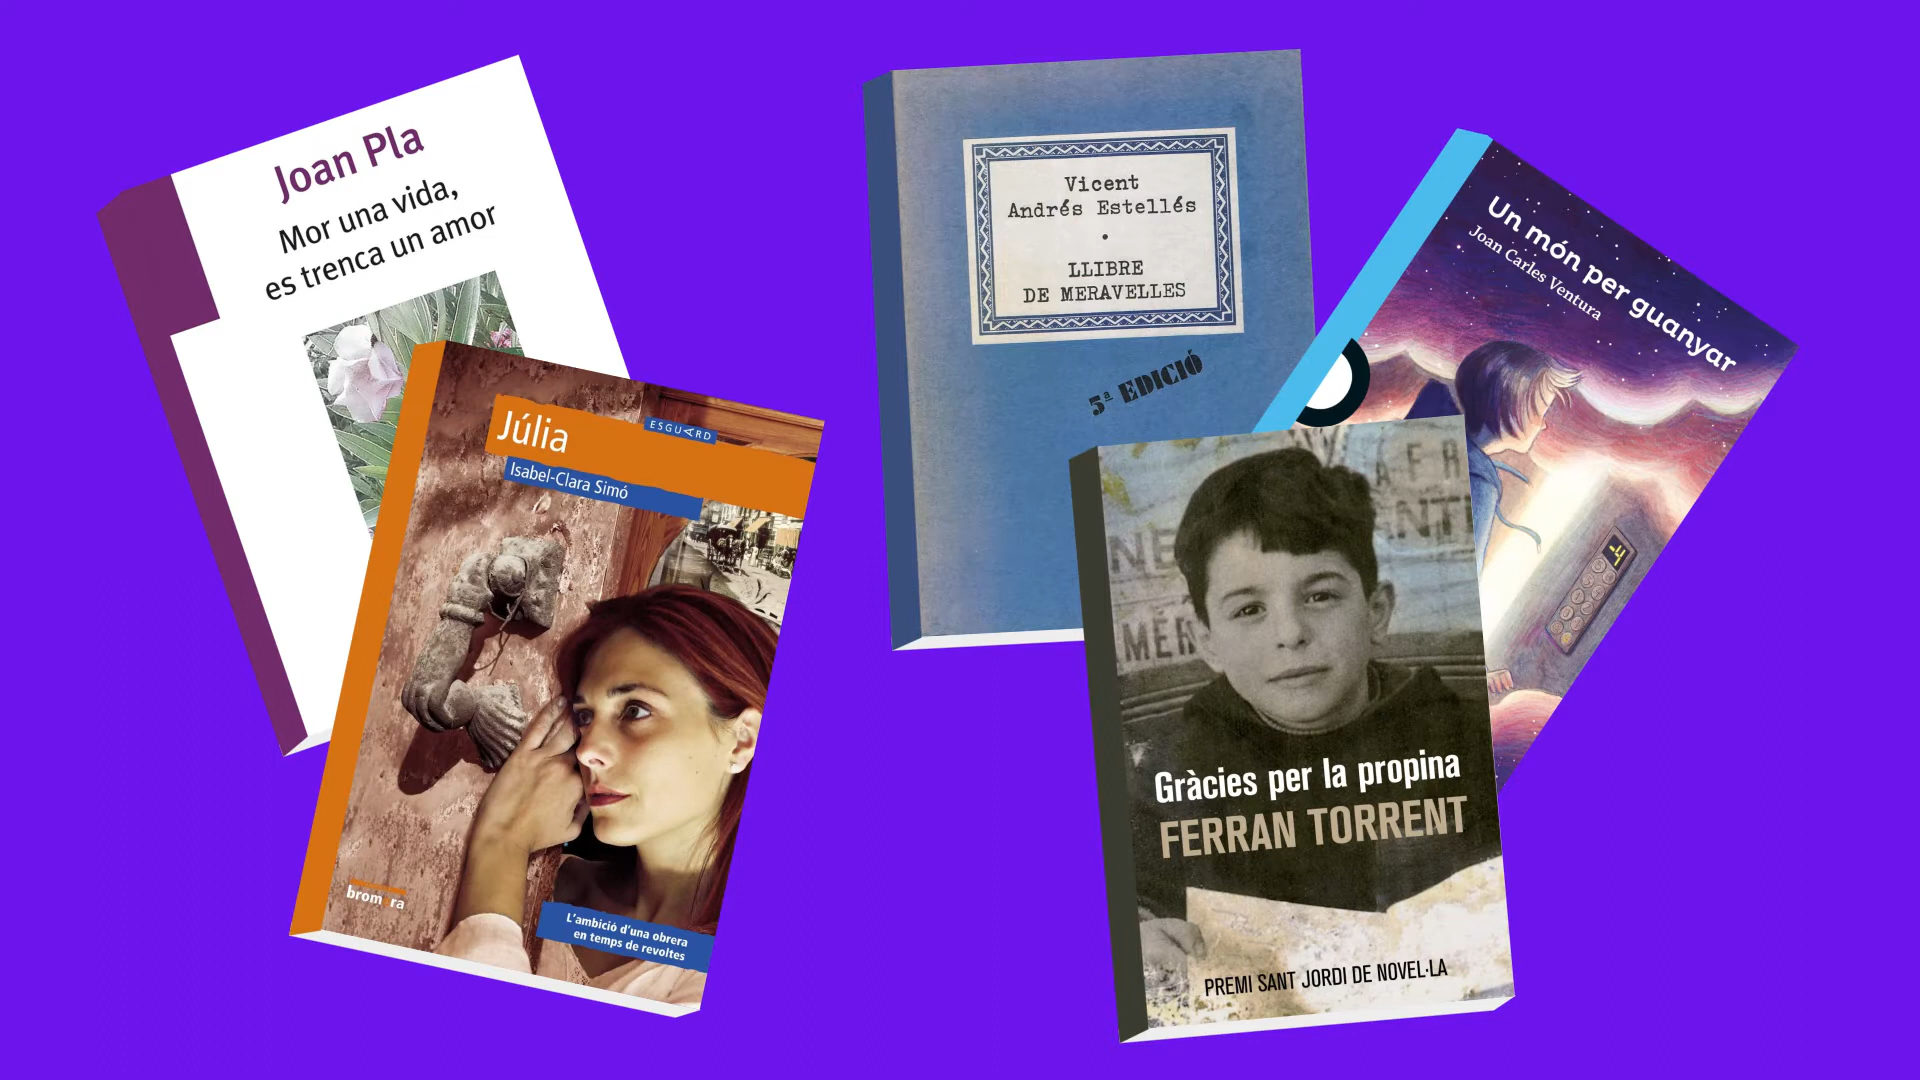 Joan Pla
Mor una vida,
es trenca un amor
Júlia
ESGUARD
Isabel-Clara Simó
bromera
L'ambició d'una obrera
en temps de revoltes
Vicent
Andrés Estellés
·
LLIBRE
DE MERAVELLES
5ª EDICIÓ
Un món per guanyar
Joan Carles Ventura
Gràcies per la propina
FERRAN TORRENT
PREMI SANT JORDI DE NOVEL·LA